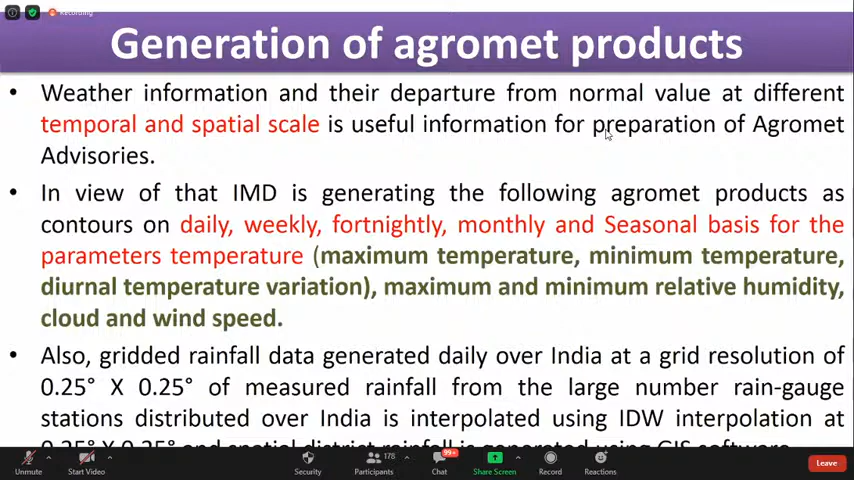 Recording
Generation of agromet products
• Weather information and their departure from normal value at different
temporal and spatial scale is useful information for preparation of Agromet
Advisories.
• In view of that IMD is generating the following agromet products as
contours on daily, weekly, fortnightly, monthly and Seasonal basis for the
parameters temperature (maximum temperature, minimum temperature,
diurnal temperature variation), maximum and minimum relative humidity,
cloud and wind speed.
• Also, gridded rainfall data generated daily over India at a grid resolution of
0.25° X 0.25° of measured rainfall from the large number rain-gauge
stations distributed over India is interpolated using IDW interpolation at
0.25° X 0.25° and spatial district rainfall is generated using GIS software.
Unmute Start Video Security Participants 178 Chat 99+ Share Screen Record Reactions Leave